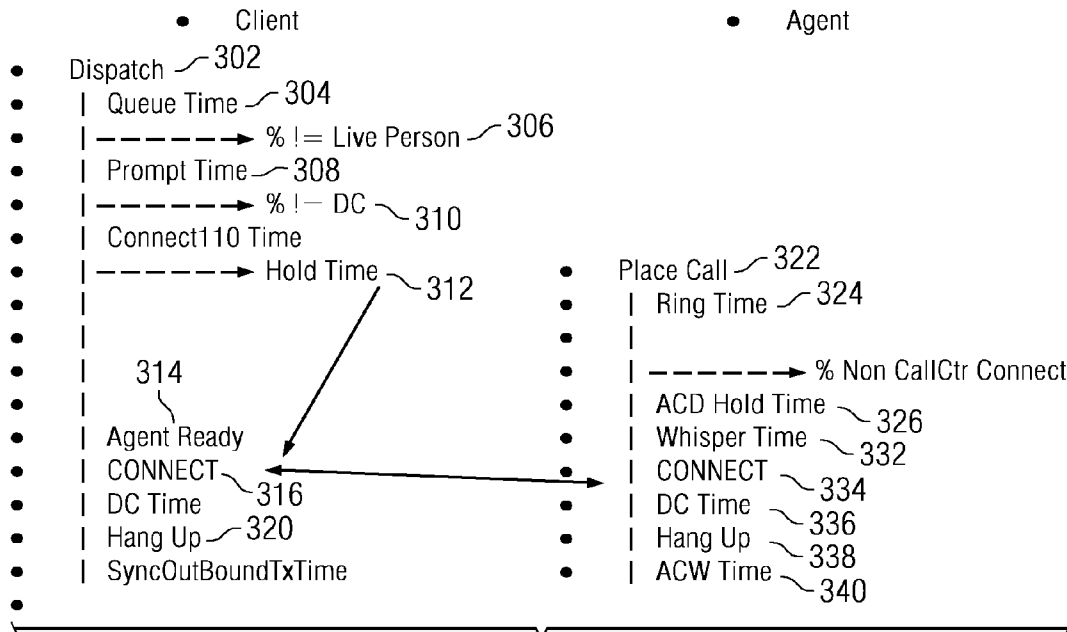 • Client
• Agent
• Dispatch 302
• | Queue Time 304
• | % != Live Person 306
• | Prompt Time 308
• | % !– DC 310
• | Connect110 Time
• | Hold Time 312
• Place Call 322
• | Ring Time 324
• |
• | % Non CallCtr Connect
• | ACD Hold Time 326
314
• | Agent Ready
• | Whisper Time 332
• | CONNECT 316
• | CONNECT 334
• | DC Time
• | DC Time 336
• | Hang Up 320
• | Hang Up 338
• | SyncOutBoundTxTime
• | ACW Time 340